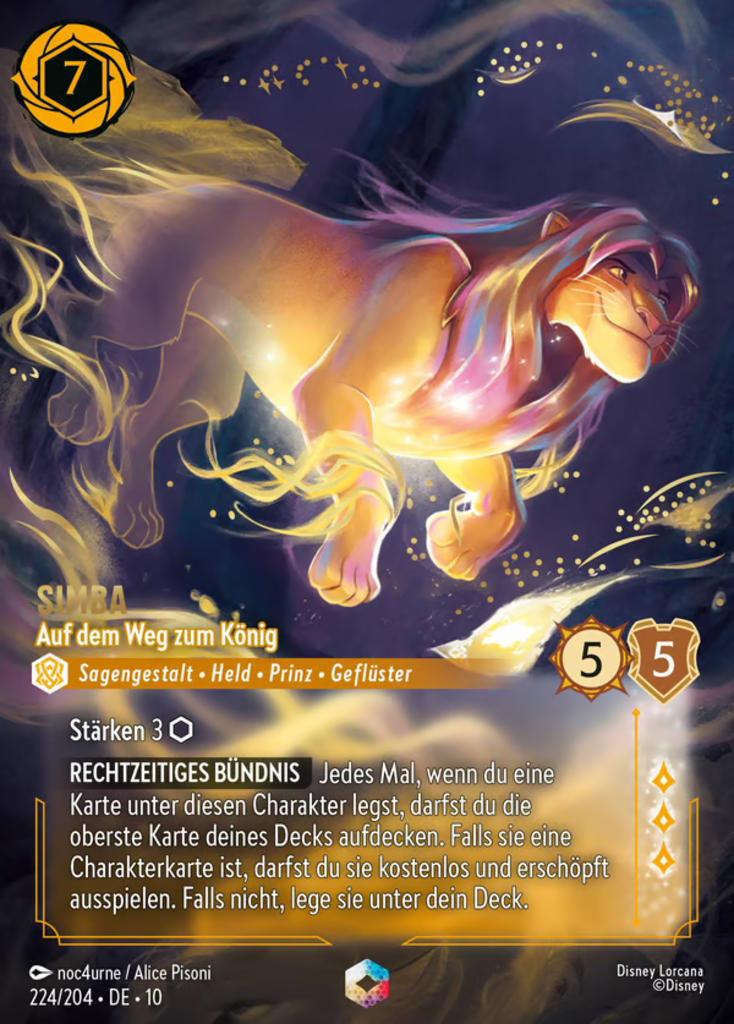 7
SIMBA
Auf dem Weg zum König
Sagengestalt • Held • Prinz • Geflüster
5 5
Stärken 3
RECHTZEITIGES BÜNDNIS Jedes Mal, wenn du eine
Karte unter diesen Charakter legst, darfst du die
oberste Karte deines Decks aufdecken. Falls sie eine
Charakterkarte ist, darfst du sie kostenlos und erschöpft
ausspielen. Falls nicht, lege sie unter dein Deck.
noc4urne / Alice Pisoni
224/204 • DE • 10
Disney Lorcana
©Disney